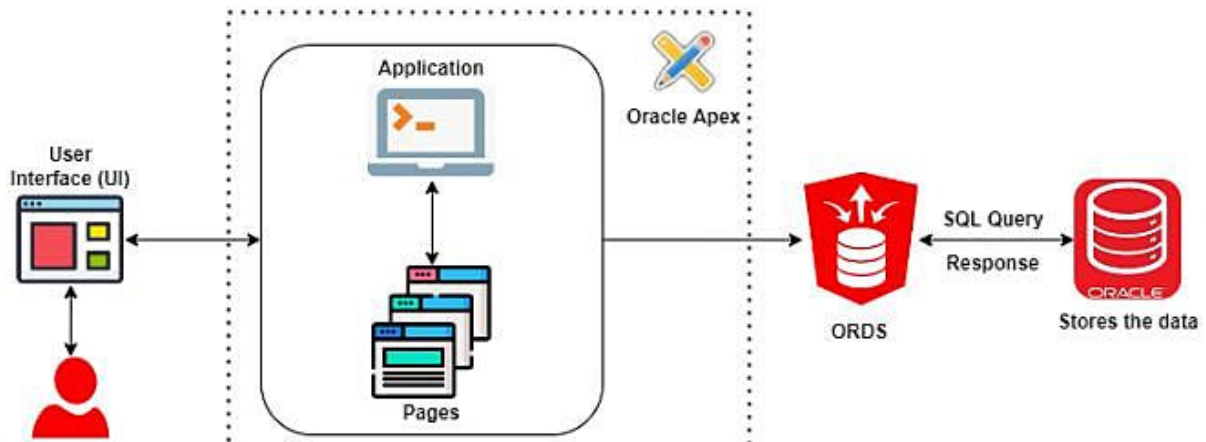 Application
Oracle Apex
User
Interface (UI)
SQL Query
Response
ORACLE
ORDS
Stores the data
Pages